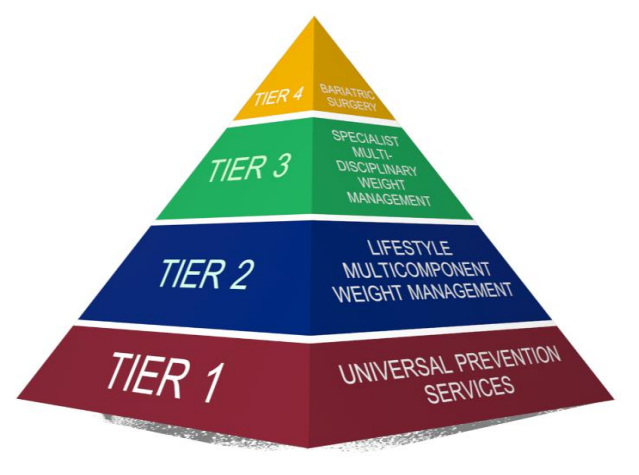 TIER 4
BARIATRIC
SURGERY
TIER 3
SPECIALIST
MULTI-
DISCIPLINARY
WEIGHT
MANAGEMENT
TIER 2
LIFESTYLE
MULTICOMPONENT
WEIGHT MANAGEMENT
TIER 1
UNIVERSAL PREVENTION
SERVICES